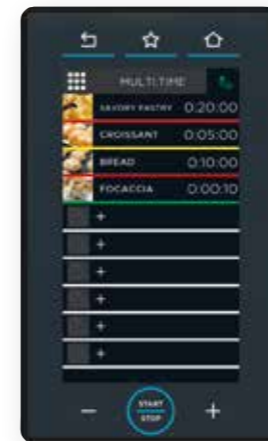 MULTI.TIME
SAVORY PASTRY 0:20:00
CROISSANT 0:05:00
BREAD 0:10:00
FOCACCIA 0:00:10
+
+
+
+
+
+
− START STOP +